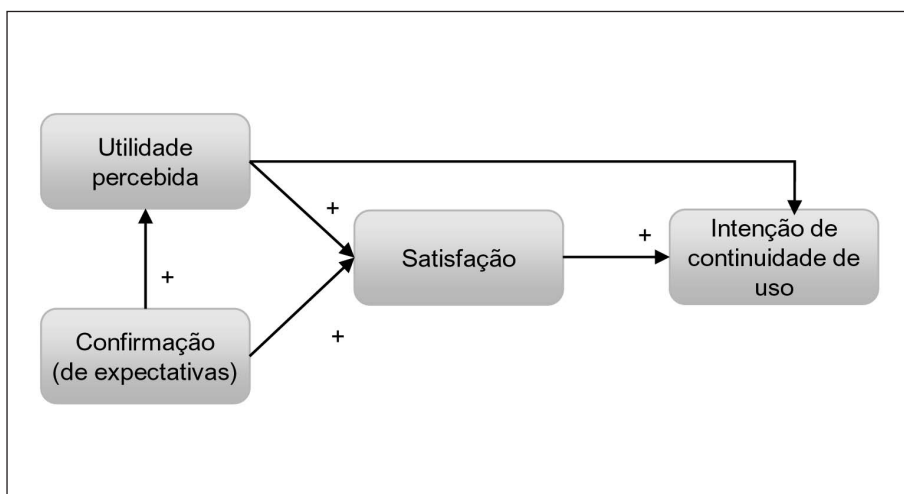 Utilidade
percebida
+
+
Satisfação
+
Intenção de
continuidade de
uso
+
Confirmação
(de expectativas)